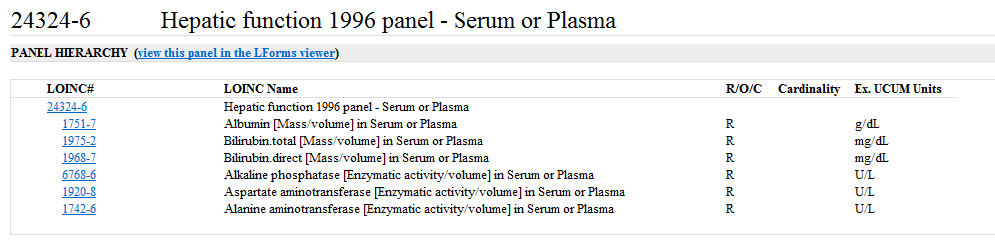 24324-6 Hepatic function 1996 panel - Serum or Plasma
PANEL HIERARCHY (view this panel in the LForms viewer)
LOINC# LOINC Name R/O/C Cardinality Ex. UCUM Units
24324-6 Hepatic function 1996 panel - Serum or Plasma
1751-7 Albumin [Mass/volume] in Serum or Plasma R g/dL
1975-2 Bilirubin.total [Mass/volume] in Serum or Plasma R mg/dL
1968-7 Bilirubin.direct [Mass/volume] in Serum or Plasma R mg/dL
6768-6 Alkaline phosphatase [Enzymatic activity/volume] in Serum or Plasma R U/L
1920-8 Aspartate aminotransferase [Enzymatic activity/volume] in Serum or Plasma R U/L
1742-6 Alanine aminotransferase [Enzymatic activity/volume] in Serum or Plasma R U/L